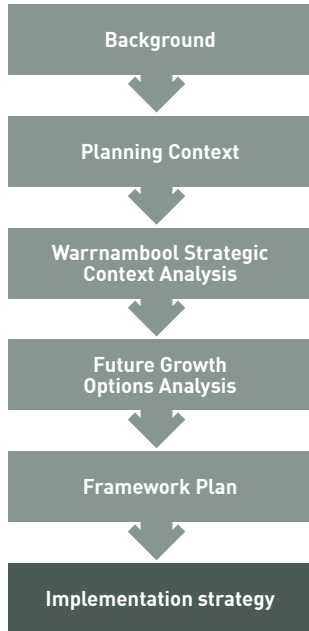 Background
Planning Context
Warrnambool Strategic
Context Analysis
Future Growth
Options Analysis
Framework Plan
Implementation strategy